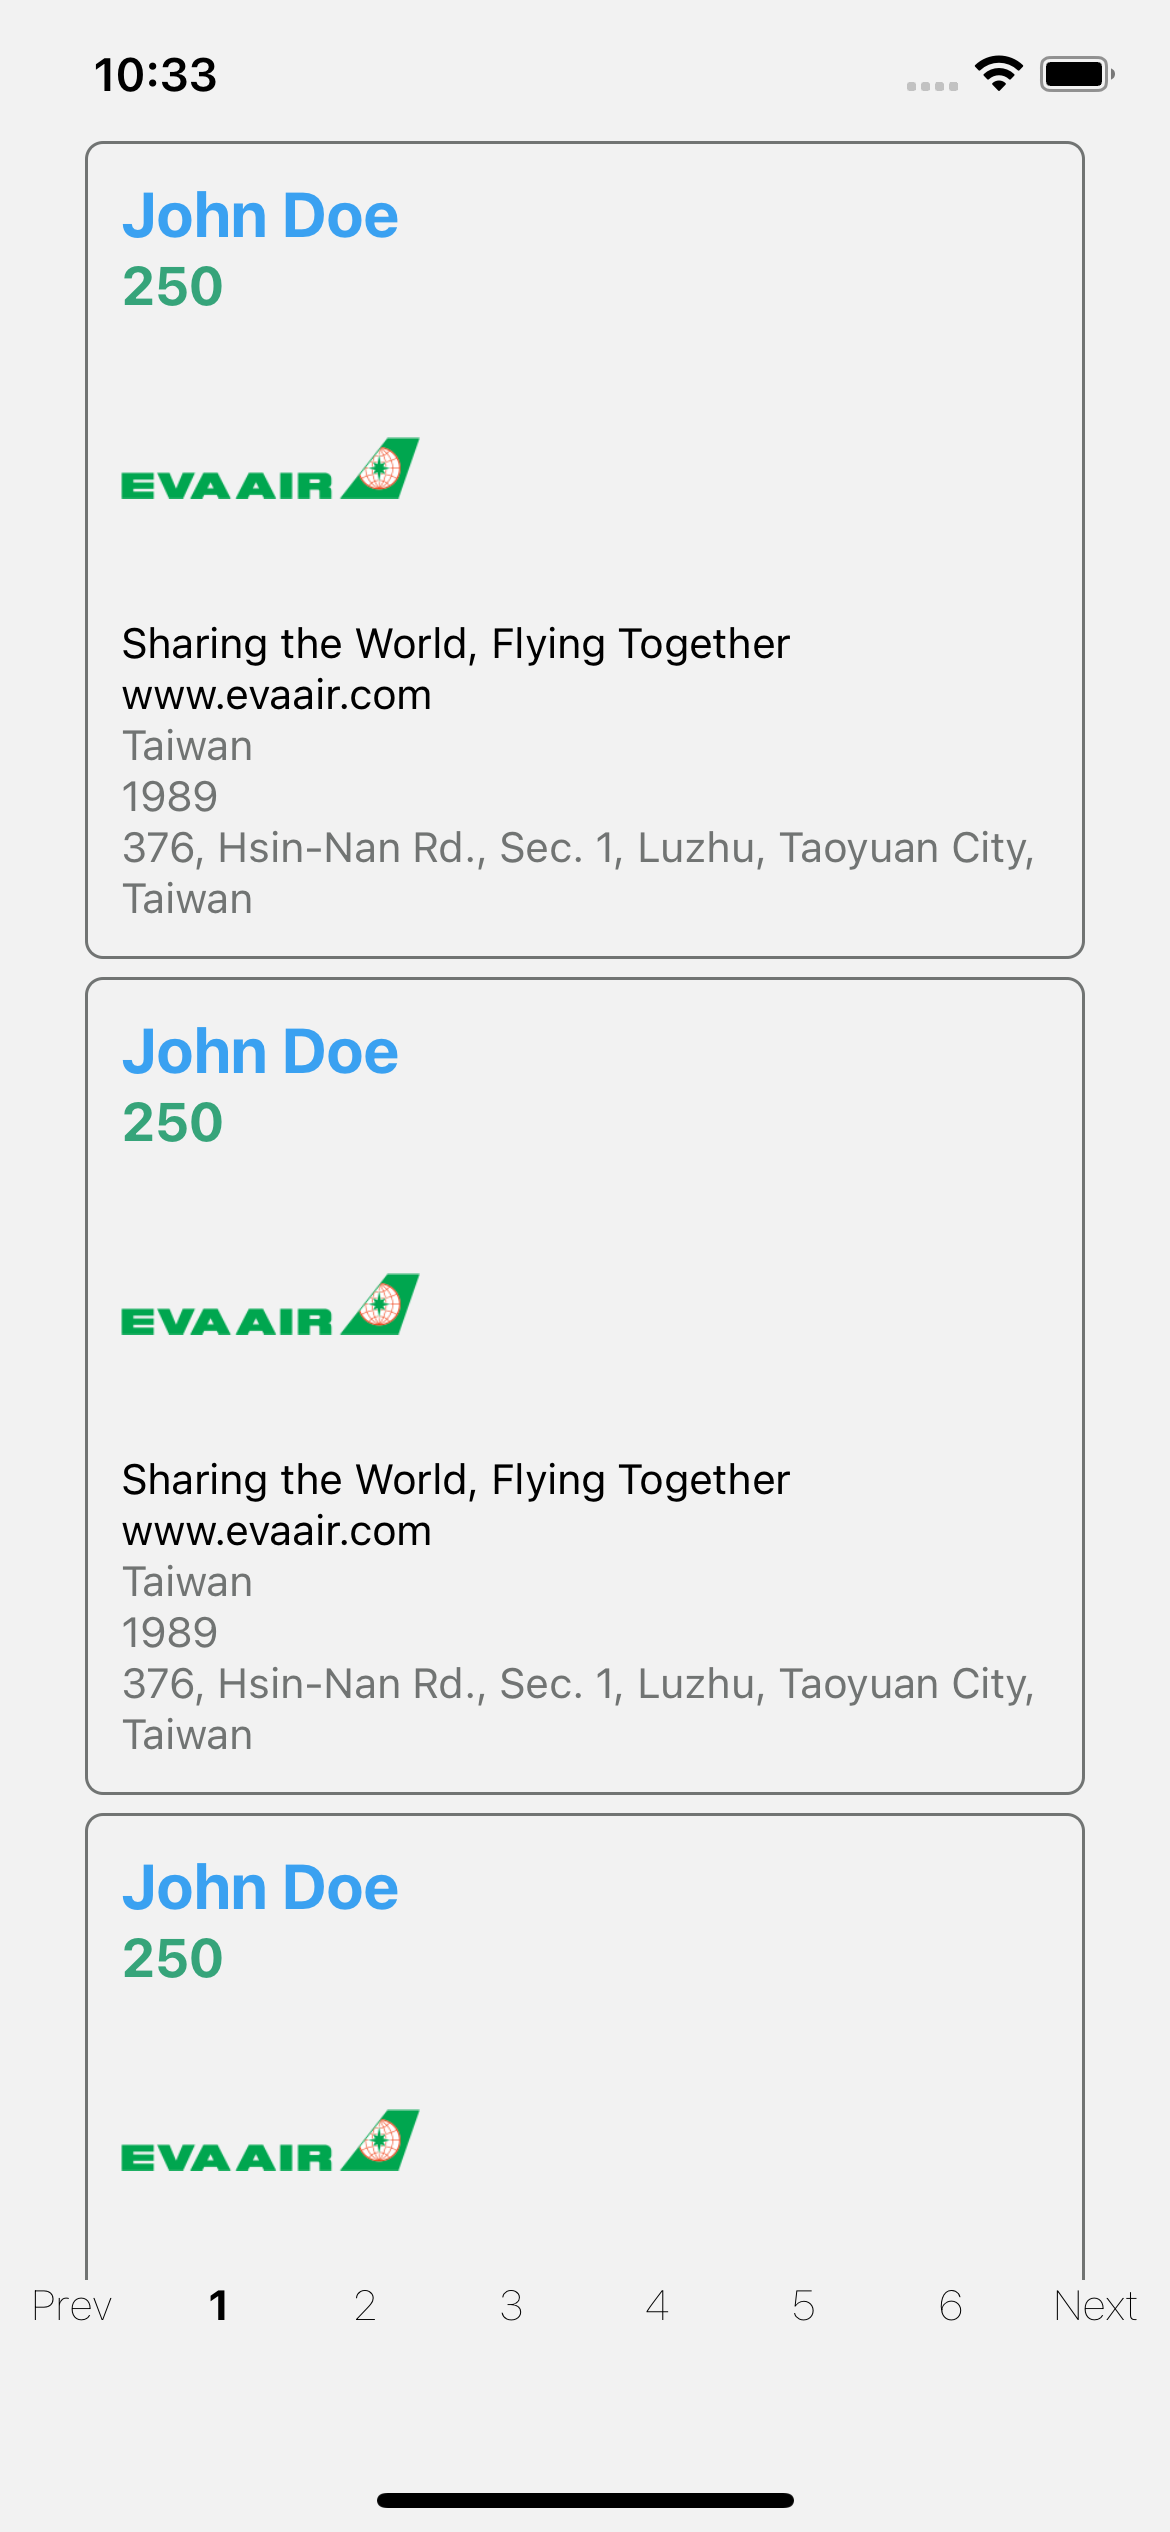 10:33
John Doe
250
EVA AIR
Sharing the World, Flying Together
www.evaair.com
Taiwan
1989
376, Hsin-Nan Rd., Sec. 1, Luzhu, Taoyuan City,
Taiwan
John Doe
250
EVA AIR
Sharing the World, Flying Together
www.evaair.com
Taiwan
1989
376, Hsin-Nan Rd., Sec. 1, Luzhu, Taoyuan City,
Taiwan
John Doe
250
EVA AIR
Prev 1 2 3 4 5 6 Next